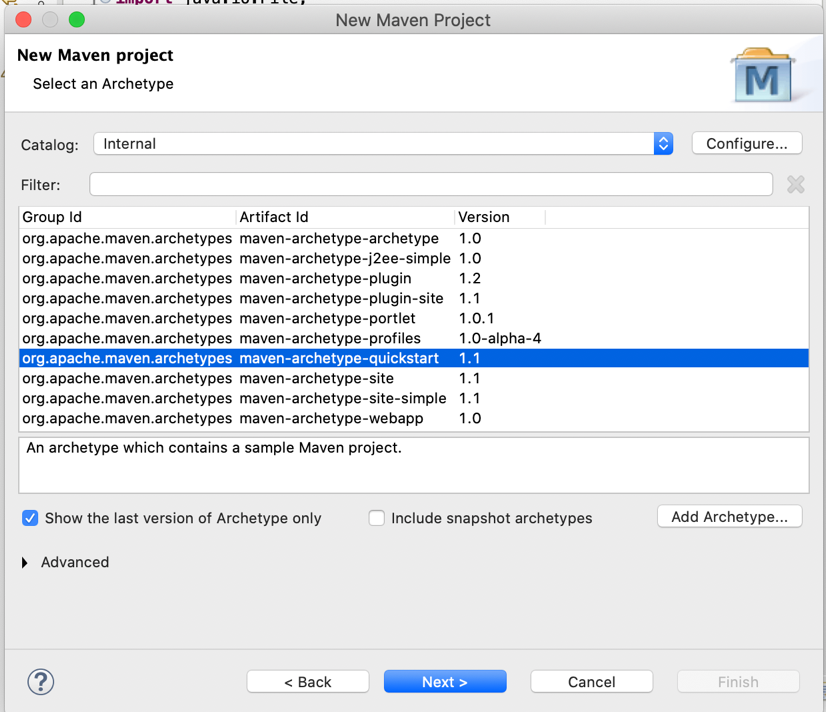 import java.io.File;
New Maven Project
New Maven project
Select an Archetype
M
Catalog: Internal Configure...
Filter:
Group Id Artifact Id Version
org.apache.maven.archetypes maven-archetype-archetype 1.0
org.apache.maven.archetypes maven-archetype-j2ee-simple 1.0
org.apache.maven.archetypes maven-archetype-plugin 1.2
org.apache.maven.archetypes maven-archetype-plugin-site 1.1
org.apache.maven.archetypes maven-archetype-portlet 1.0.1
org.apache.maven.archetypes maven-archetype-profiles 1.0-alpha-4
org.apache.maven.archetypes maven-archetype-quickstart 1.1
org.apache.maven.archetypes maven-archetype-site 1.1
org.apache.maven.archetypes maven-archetype-site-simple 1.1
org.apache.maven.archetypes maven-archetype-webapp 1.0
An archetype which contains a sample Maven project.
Show the last version of Archetype only Include snapshot archetypes Add Archetype...
Advanced
? < Back Next > Cancel Finish